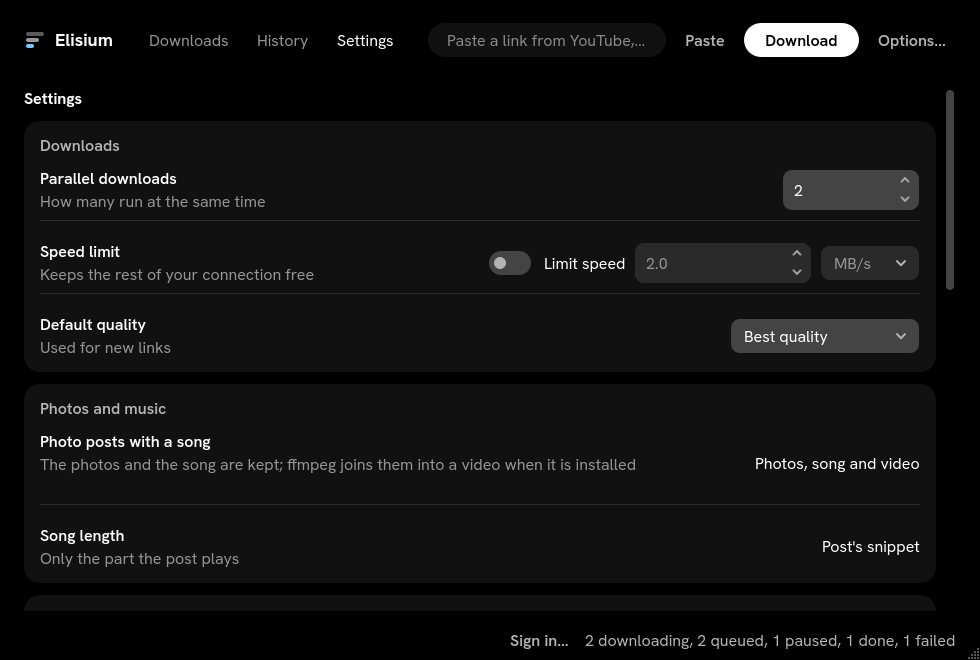 Elisium
Downloads
History
Settings
Paste a link from YouTube,...
Paste
Download
Options...
Settings
Downloads
Parallel downloads
How many run at the same time
2
Speed limit
Keeps the rest of your connection free
Limit speed
2.0
MB/s
Default quality
Used for new links
Best quality
Photos and music
Photo posts with a song
The photos and the song are kept; ffmpeg joins them into a video when it is installed
Photos, song and video
Song length
Only the part the post plays
Post's snippet
Sign in...
2 downloading, 2 queued, 1 paused, 1 done, 1 failed